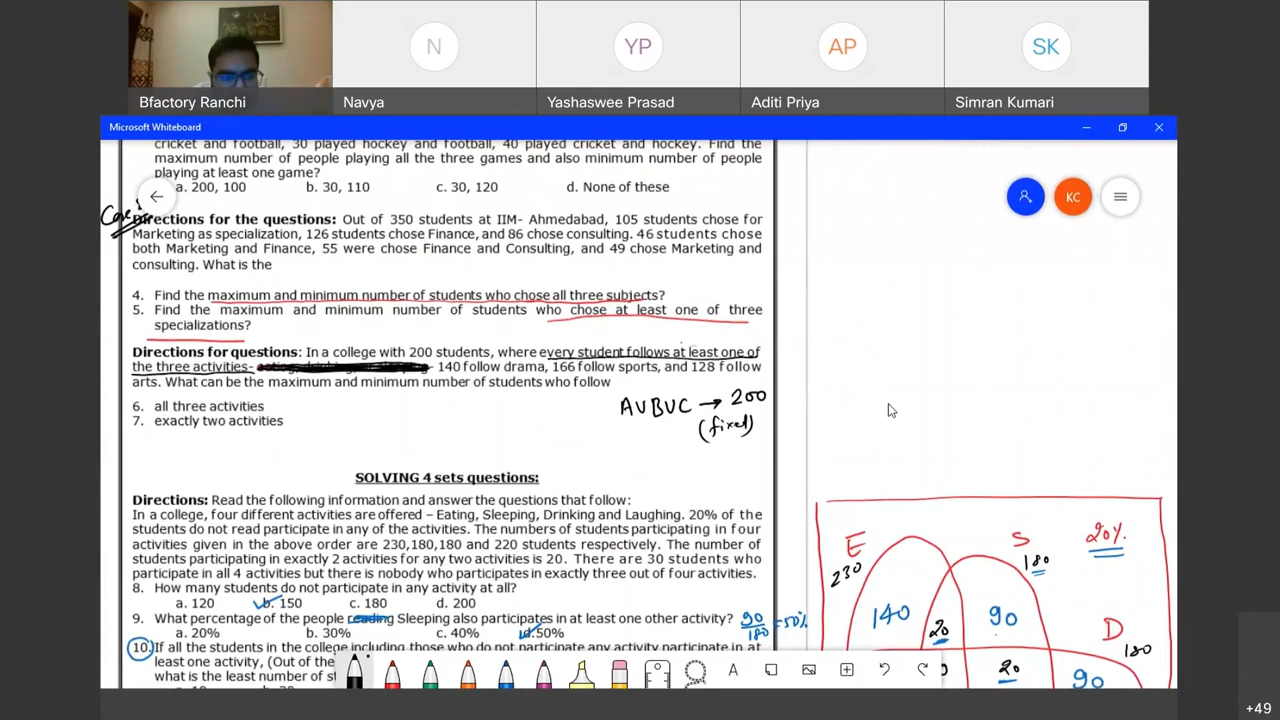 N
YP
AP
SK
Bfactory Ranchi
Navya
Yashaswee Prasad
Aditi Priya
Simran Kumari
Microsoft Whiteboard
cricket and football, 30 played hockey and football, 40 played cricket and hockey. Find the
maximum number of people playing all the three games and also minimum number of people
playing at least one game?
a. 200, 100 b. 30, 110 c. 30, 120 d. None of these
KC
Directions for the questions: Out of 350 students at IIM- Ahmedabad, 105 students chose for
Marketing as specialization, 126 students chose Finance, and 86 chose consulting. 46 students chose
both Marketing and Finance, 55 were chose Finance and Consulting, and 49 chose Marketing and
consulting. What is the
4. Find the maximum and minimum number of students who chose all three subjects?
5. Find the maximum and minimum number of students who chose at least one of three
specializations?
Directions for questions: In a college with 200 students, where every student follows at least one of
the three activities- 140 follow drama, 166 follow sports, and 128 follow
arts. What can be the maximum and minimum number of students who follow
6. all three activities
7. exactly two activities
AUBUC → 200
(fixed)
SOLVING 4 sets questions:
Directions: Read the following information and answer the questions that follow:
In a college, four different activities are offered – Eating, Sleeping, Drinking and Laughing. 20% of the
students do not read participate in any of the activities. The numbers of students participating in four
activities given in the above order are 230,180,180 and 220 students respectively. The number of
students participating in exactly 2 activities for any two activities is 20. There are 30 students who
participate in all 4 activities but there is nobody who participates in exactly three out of four activities.
8. How many students do not participate in any activity at all?
a. 120 b. 150 c. 180 d. 200
9. What percentage of the people Sleeping also participates in at least one other activity?
90/180 = 50%
a. 20% b. 30% c. 40% d. 50%
10. If all the students in the college including those who do not participate any activity participate in at
least one activity, (Out of the
what is the least number of st
E
230
S
180
20%
140
20
90
D
180
20
90
A
+49